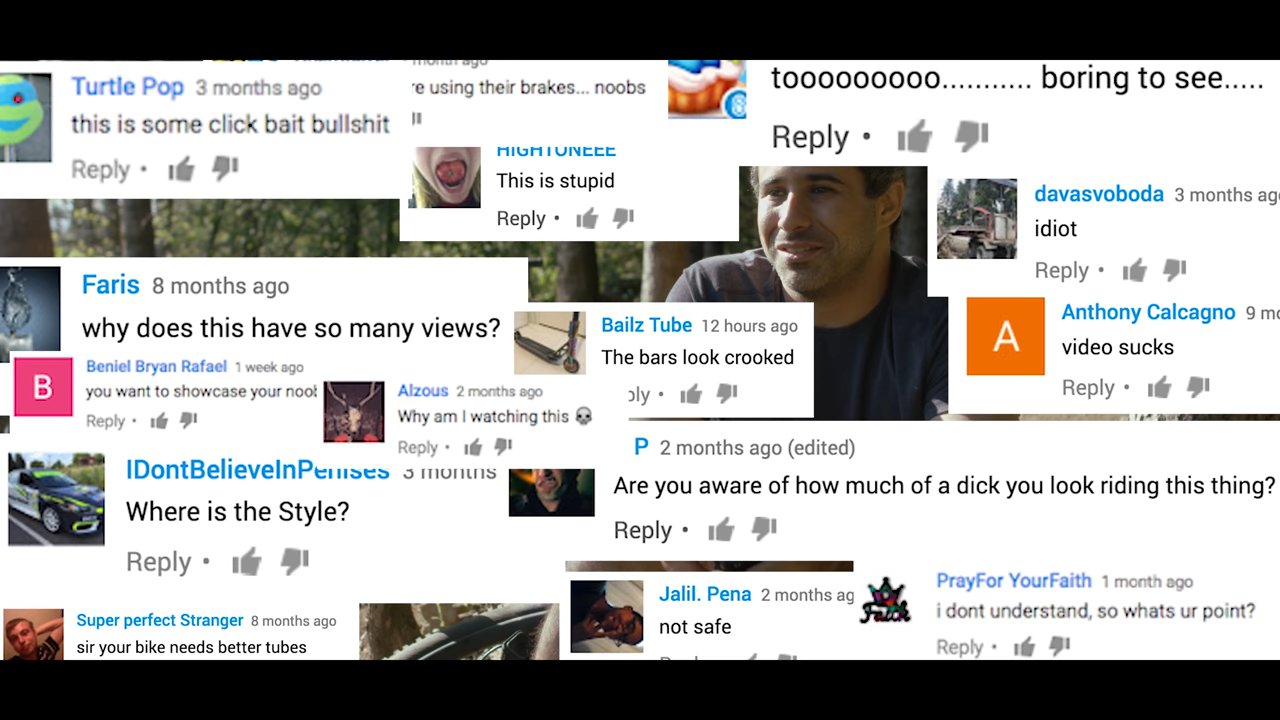 Turtle Pop 3 months ago
this is some click bait bullshit
Reply •
using their brakes... noobs
HIGHTUNEEE
This is stupid
Reply •
tooooooooo........... boring to see.....
Reply •
davasvoboda 3 months
idiot
Reply •
Faris 8 months ago
why does this have so many views?
Bailz Tube 12 hours ago
The bars look crooked
Anthony Calcagno 9
video sucks
Reply •
B
A
Beniel Bryan Rafael 1 week ago
you want to showcase your
Reply •
Alzous 2 months ago
Why am I watching this 💀
Reply •
IDontBelieveInPenises 3 months
Where is the Style?
Reply •
P 2 months ago (edited)
Are you aware of how much of a dick you look riding this thing?
Reply •
Super perfect Stranger 8 months ago
sir your bike needs better tubes
Jalil. Pena 2 months
not safe
Faith
PrayFor YourFaith 1 month ago
i dont understand, so whats ur point?
Reply •